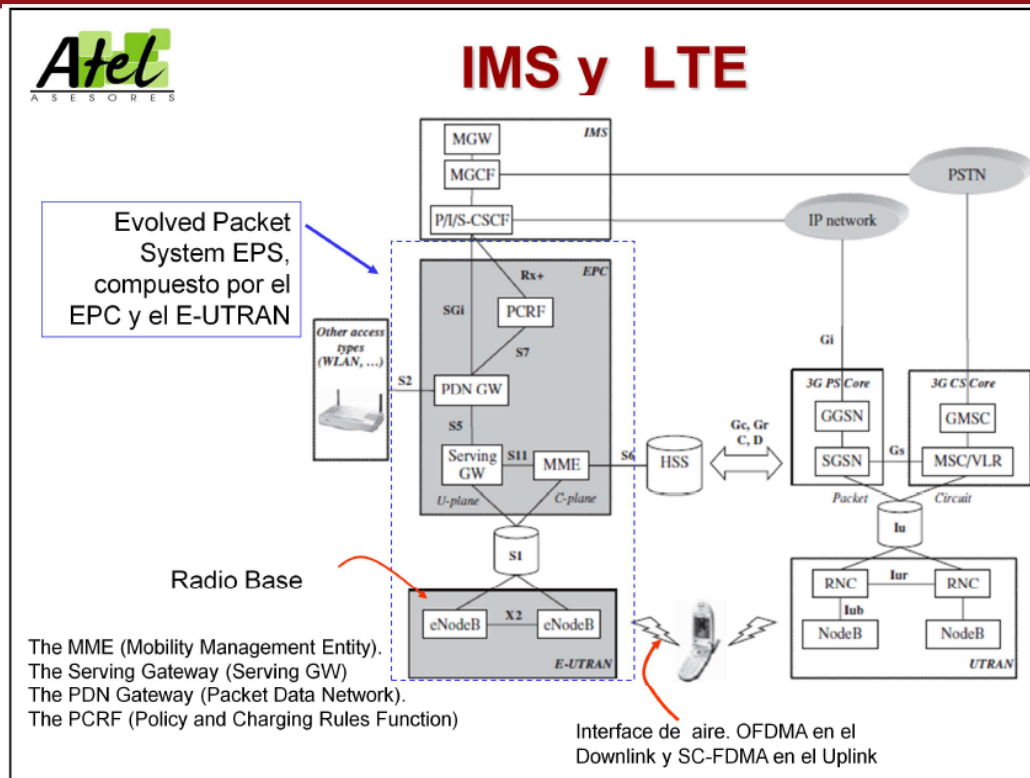 Atel
ASESORES
IMS y LTE
IMS
MGW
MGCF
P/I/S-CSCF
PSTN
IP network
Evolved Packet
System EPS,
compuesto por el
EPC y el E-UTRAN
EPC
Rx+
SGi
PCRF
S7
Other access
types
(WLAN, ...)
S2
PDN GW
S5
Serving
GW
S11
MME
S6
HSS
U-plane
C-plane
Gc, Gr
C, D
Gi
3G PS Core
GGSN
SGSN
Gs
3G CS Core
GMSC
MSC/VLR
Packet
Circuit
Iu
S1
Radio Base
eNodeB
X2
eNodeB
E-UTRAN
RNC
Iur
RNC
Iub
NodeB
NodeB
UTRAN
The MME (Mobility Management Entity).
The Serving Gateway (Serving GW)
The PDN Gateway (Packet Data Network).
The PCRF (Policy and Charging Rules Function)
Interface de aire. OFDMA en el
Downlink y SC-FDMA en el Uplink